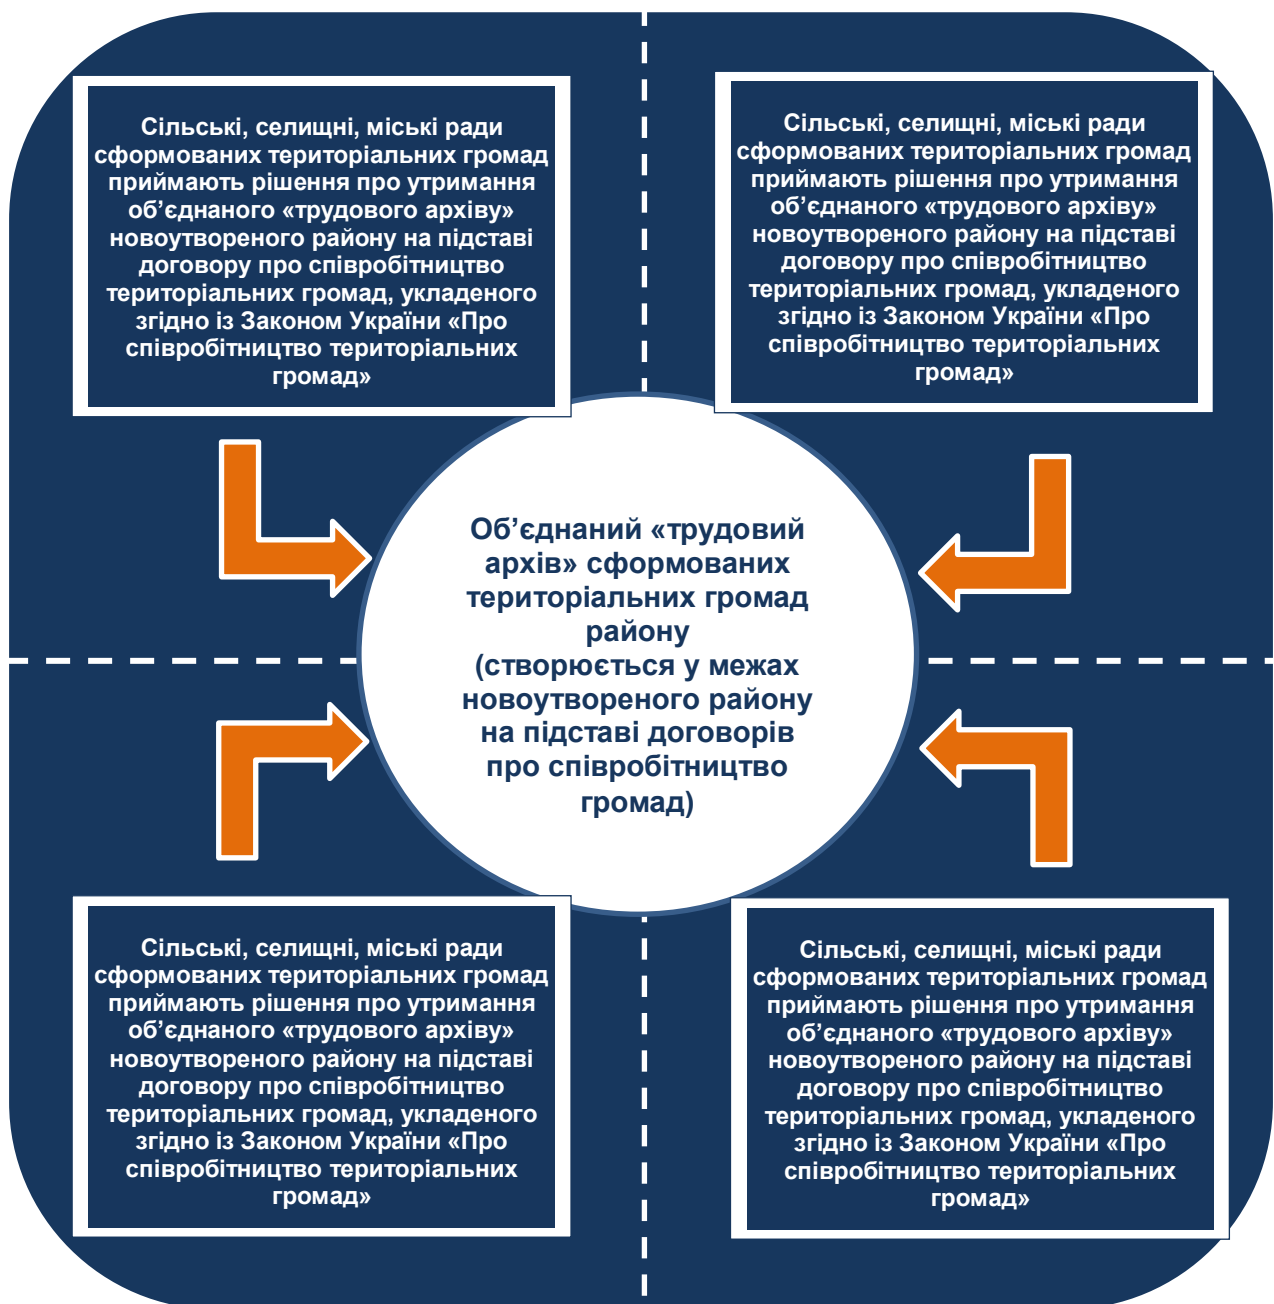 Сільські, селищні, міські ради
сформованих територіальних громад
приймають рішення про утримання
об’єднаного «трудового архіву»
новоутвореного району на підставі
договору про співробітництво
територіальних громад, укладеного
згідно із Законом України «Про
співробітництво територіальних
громад»
Сільські, селищні, міські ради
сформованих територіальних громад
приймають рішення про утримання
об’єднаного «трудового архіву»
новоутвореного району на підставі
договору про співробітництво
територіальних громад, укладеного
згідно із Законом України «Про
співробітництво територіальних
громад»
Об’єднаний «трудовий
архів» сформованих
територіальних громад
району
(створюється у межах
новоутвореного району
на підставі договорів
про співробітництво
громад)
Сільські, селищні, міські ради
сформованих територіальних громад
приймають рішення про утримання
об’єднаного «трудового архіву»
новоутвореного району на підставі
договору про співробітництво
територіальних громад, укладеного
згідно із Законом України «Про
співробітництво територіальних
громад»
Сільські, селищні, міські ради
сформованих територіальних громад
приймають рішення про утримання
об’єднаного «трудового архіву»
новоутвореного району на підставі
договору про співробітництво
територіальних громад, укладеного
згідно із Законом України «Про
співробітництво територіальних
громад»